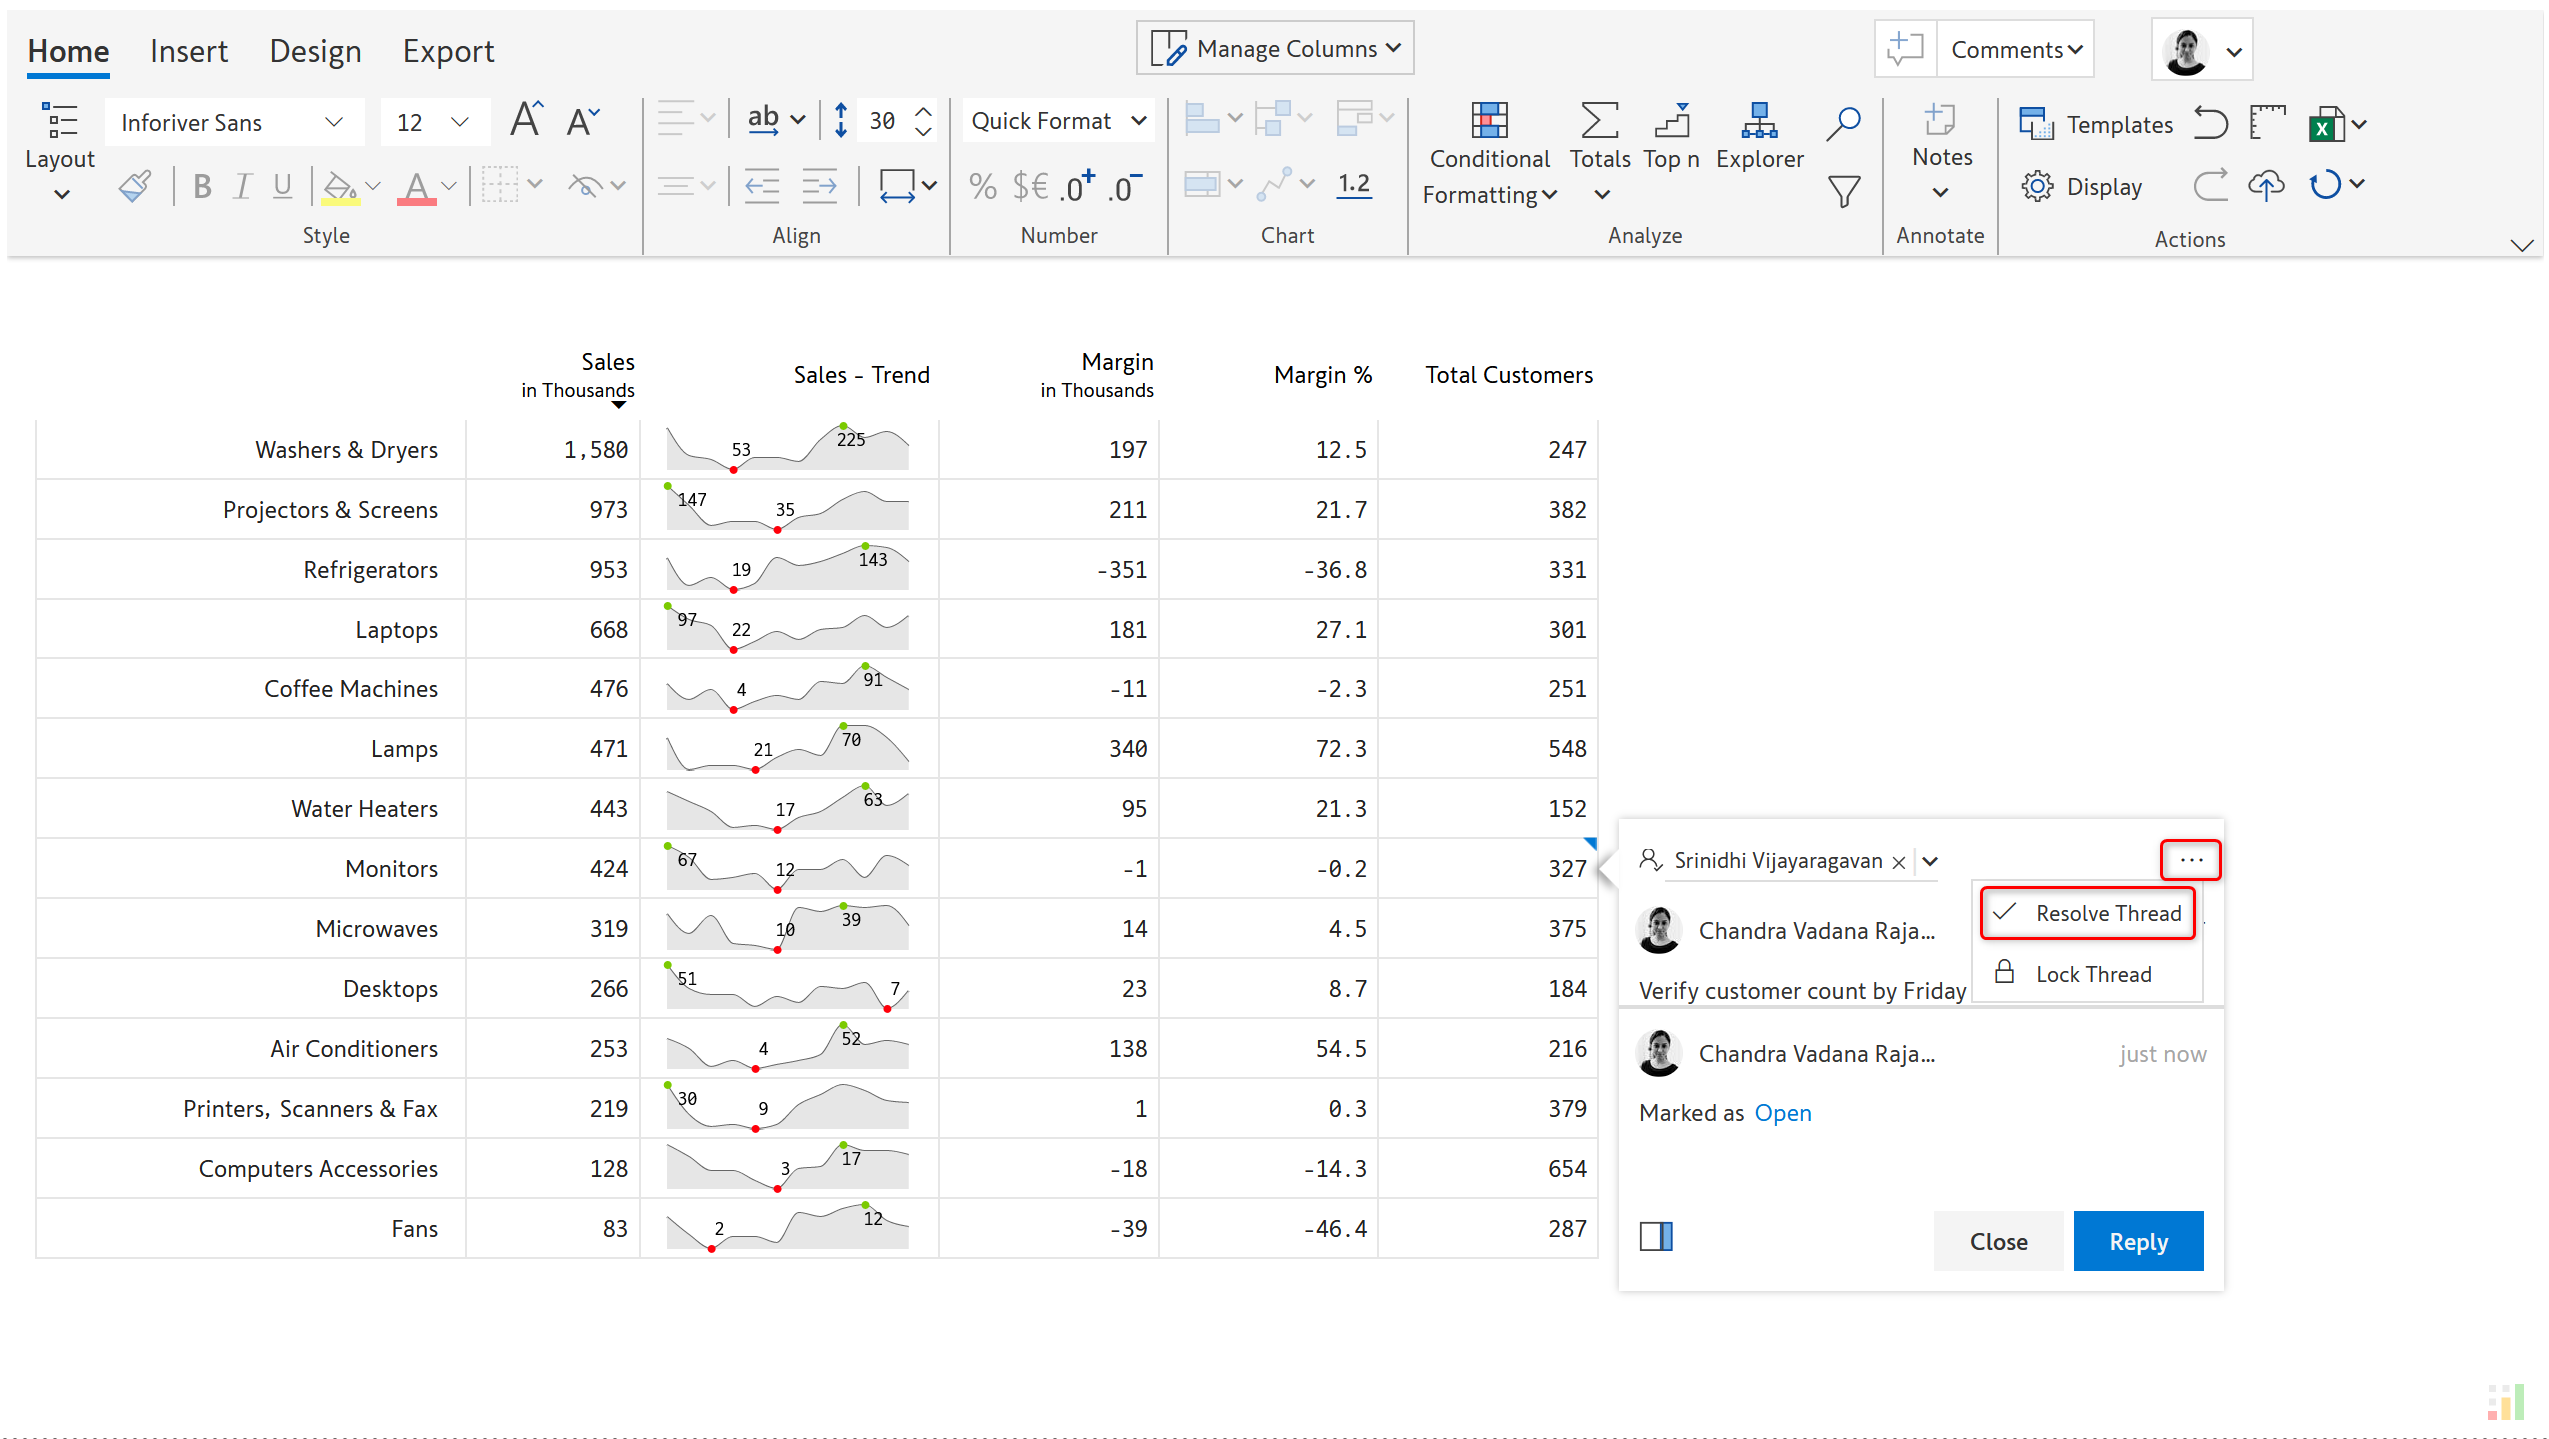 Home Insert Design Export Manage Columns Comments
Layout Inforiver Sans 12 A A ab 30 Quick Format Conditional Formatting Totals Top n Explorer Notes Templates
B I U A % $€ .0+ .0- 1.2 Display
Style Align Number Chart Analyze Annotate Actions
Sales in Thousands Sales - Trend Margin in Thousands Margin % Total Customers
Washers & Dryers 1,580 53 225 197 12.5 247
Projectors & Screens 973 147 35 211 21.7 382
Refrigerators 953 19 143 -351 -36.8 331
Laptops 668 97 22 181 27.1 301
Coffee Machines 476 4 91 -11 -2.3 251
Lamps 471 21 70 340 72.3 548
Water Heaters 443 17 63 95 21.3 152
Monitors 424 67 12 -1 -0.2 327
Microwaves 319 10 39 14 4.5 375
Desktops 266 51 7 23 8.7 184
Air Conditioners 253 4 52 138 54.5 216
Printers, Scanners & Fax 219 30 9 1 0.3 379
Computers Accessories 128 3 17 -18 -14.3 654
Fans 83 2 12 -39 -46.4 287
Srinidhi Vijayaragavan × ...
Resolve Thread
Chandra Vadana Raja...
Lock Thread
Verify customer count by Friday
Chandra Vadana Raja... just now
Marked as Open
Close Reply